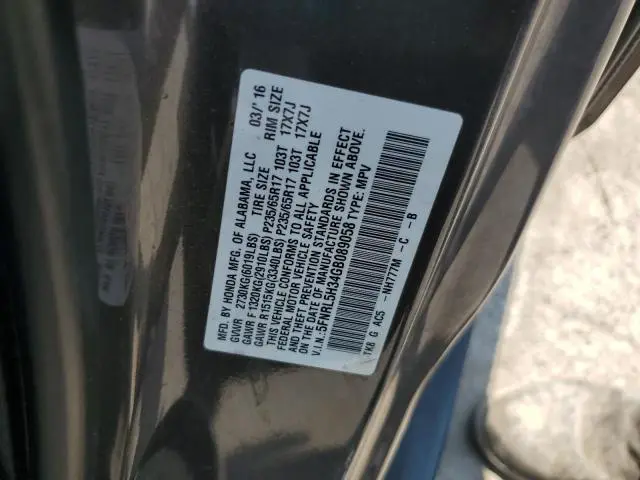 MFD. BY HONDA MFG. OF ALABAMA, LLC 03/'16
GVWR 2730KG(6019LBS) TIRE SIZE RIM SIZE
GAWR F 1320KG(2910LBS) P235/65R17 103T 17X7J
GAWR R1515KG(3340LBS) P235/65R17 103T 17X7J
THIS VEHICLE CONFORMS TO ALL APPLICABLE
FEDERAL MOTOR VEHICLE SAFETY
AND THEFT PREVENTION STANDARDS IN EFFECT
ON THE DATE OF MANUFACTURE SHOWN ABOVE.
V.I.N.:5FNRL5H34GB089058 TYPE: MPV
TK8 G AC5 -NH777M -C -B